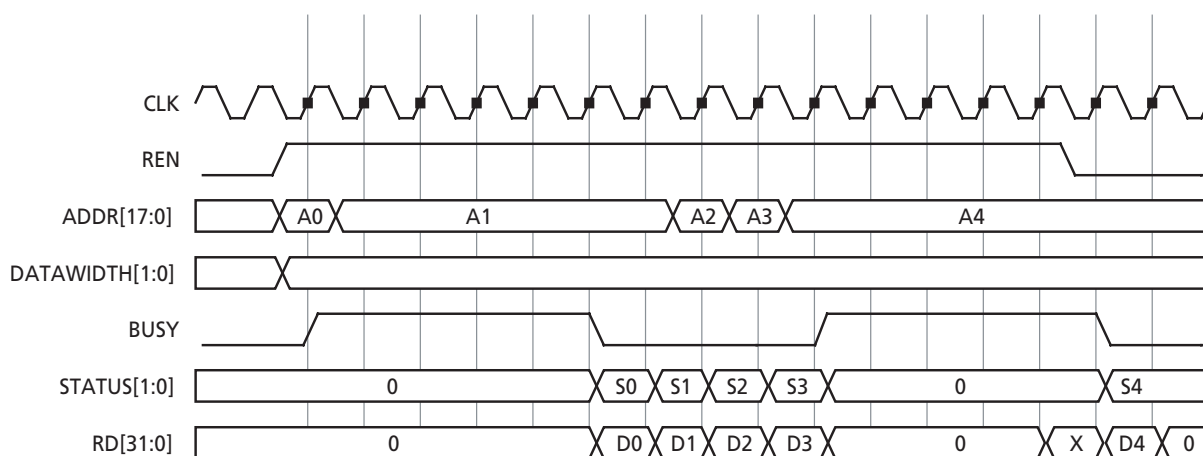 CLK
REN
ADDR[17:0] A0 A1 A2 A3 A4
DATAWIDTH[1:0]
BUSY
STATUS[1:0] 0 S0 S1 S2 S3 0 S4
RD[31:0] 0 D0 D1 D2 D3 0 X D4 0